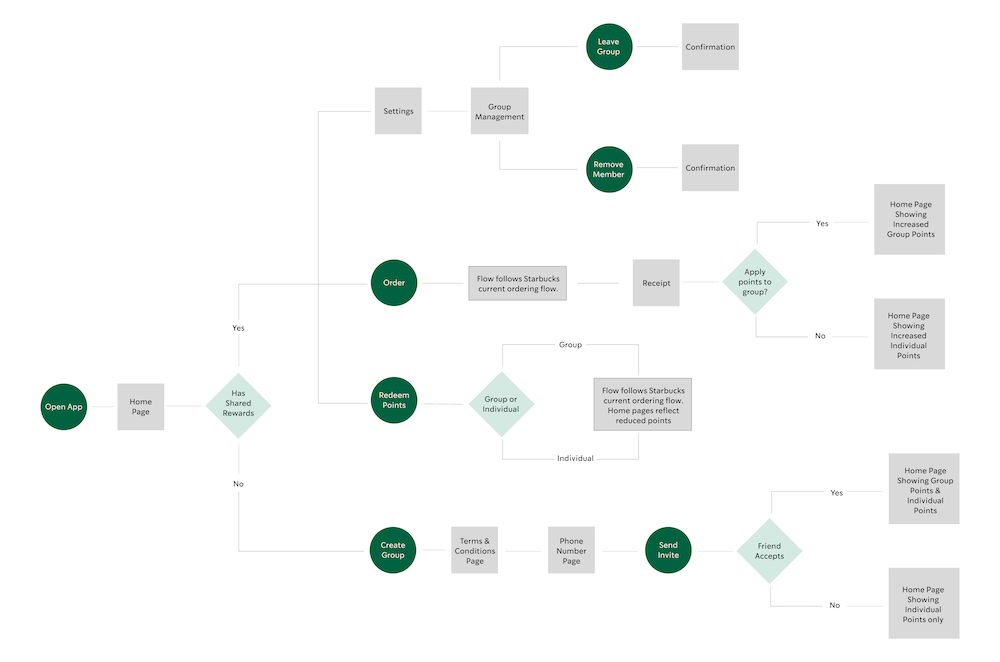 Leave
Group
Confirmation
Settings
Group
Management
Remove
Member
Confirmation
Home Page
Showing
Increased
Group Points
Yes
Apply
points to
group?
Order
Flow follows Starbucks
current ordering flow.
Receipt
No
Home Page
Showing
Increased
Individual
Points
Yes
Group
Open App
Home
Page
Has
Shared
Rewards
Redeem
Points
Group or
Individual
Flow follows Starbucks
current ordering flow.
Home pages reflect
reduced points
Individual
No
Home Page
Showing Group
Points &
Individual
Points
Yes
Create
Group
Terms &
Conditions
Page
Phone
Number
Page
Send
Invite
Friend
Accepts
No
Home Page
Showing
Individual
Points only